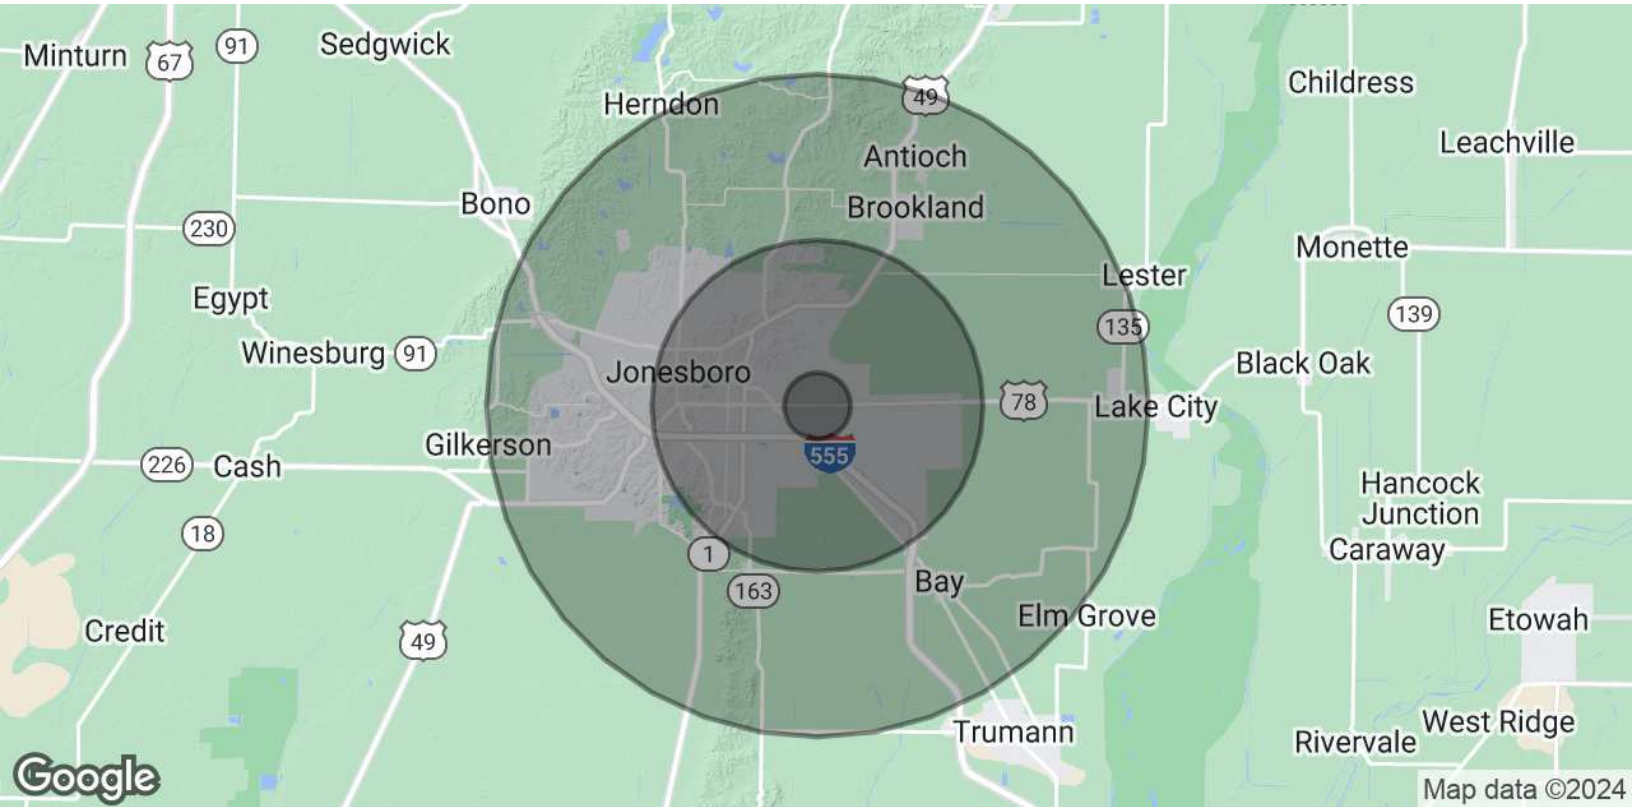 Minturn
67
91
Sedgwick
Herndon
49
Childress
Antioch
Leachville
Bono
Brookland
230
Monette
Lester
Egypt
139
135
Winesburg
91
Black Oak
Jonesboro
78
Lake City
Gilkerson
555
226
Cash
Hancock
Junction
18
Caraway
1
Bay
163
Elm Grove
Etowah
Credit
49
West Ridge
Trumann
Rivervale
Google
Map data ©2024